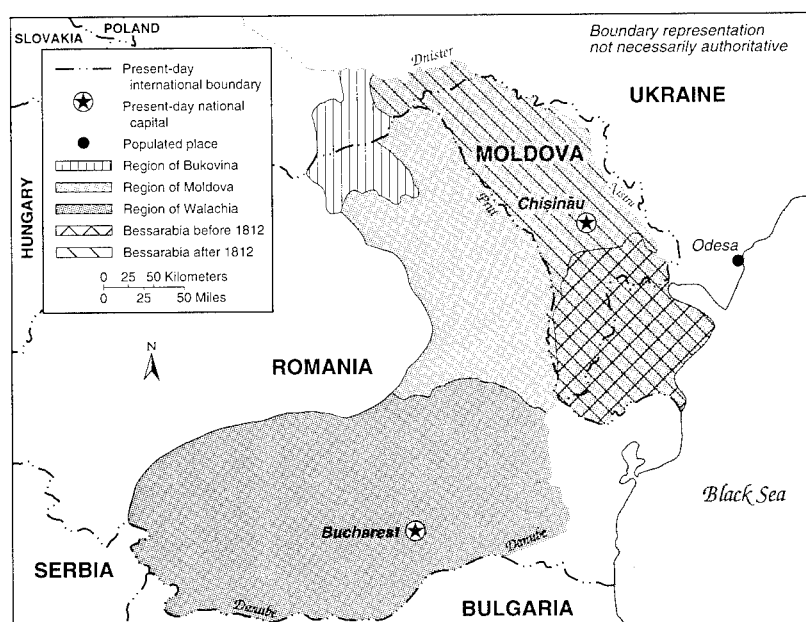 SLOVAKIA
POLAND
Boundary representation
not necessarily authoritative
Present-day
international boundary
Present-day national
capital
Populated place
Region of Bukovina
Region of Moldova
Region of Walachia
Bessarabia before 1812
Bessarabia after 1812
0 25 50 Kilometers
0 25 50 Miles
HUNGARY
Dnister
UKRAINE
MOLDOVA
Nistru
Prut
Chisinău
Odesa
N
ROMANIA
Black Sea
Bucharest
Danube
SERBIA
Danube
BULGARIA